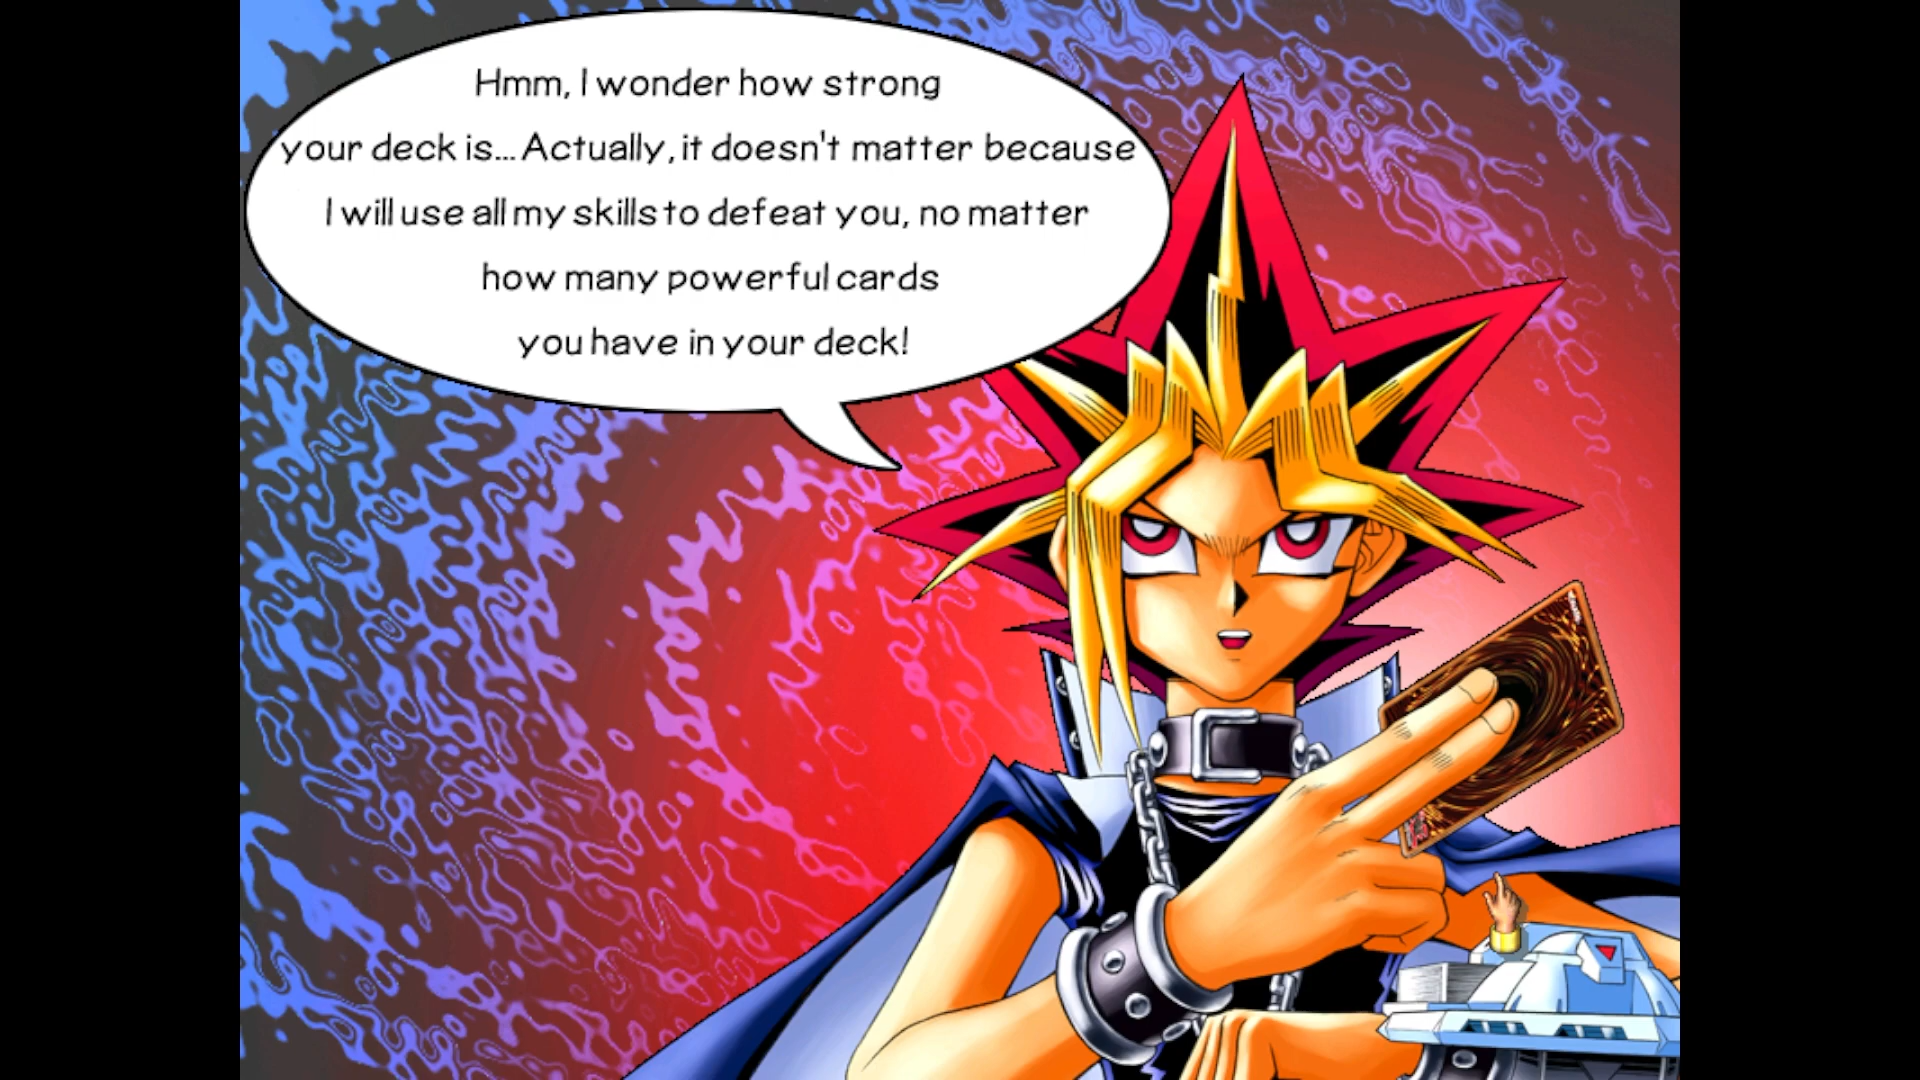 Hmm, I wonder how strong
your deck is... Actually, it doesn't matter because
I will use all my skills to defeat you, no matter
how many powerful cards
you have in your deck!